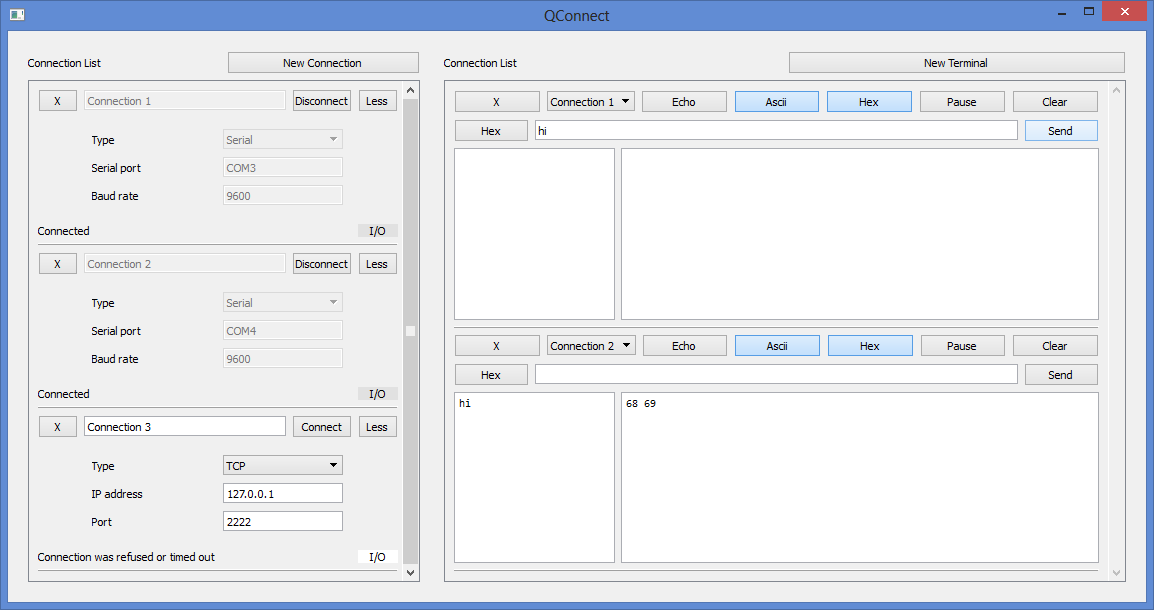 QConnect
Connection List
New Connection
X Connection 1 Disconnect Less
Type Serial
Serial port COM3
Baud rate 9600
Connected I/O
X Connection 2 Disconnect Less
Type Serial
Serial port COM4
Baud rate 9600
Connected I/O
X Connection 3 Connect Less
Type TCP
IP address 127.0.0.1
Port 2222
Connection was refused or timed out I/O
Connection List
New Terminal
X Connection 1 Echo Ascii Hex Pause Clear
Hex hi Send
X Connection 2 Echo Ascii Hex Pause Clear
Hex Send
hi 68 69